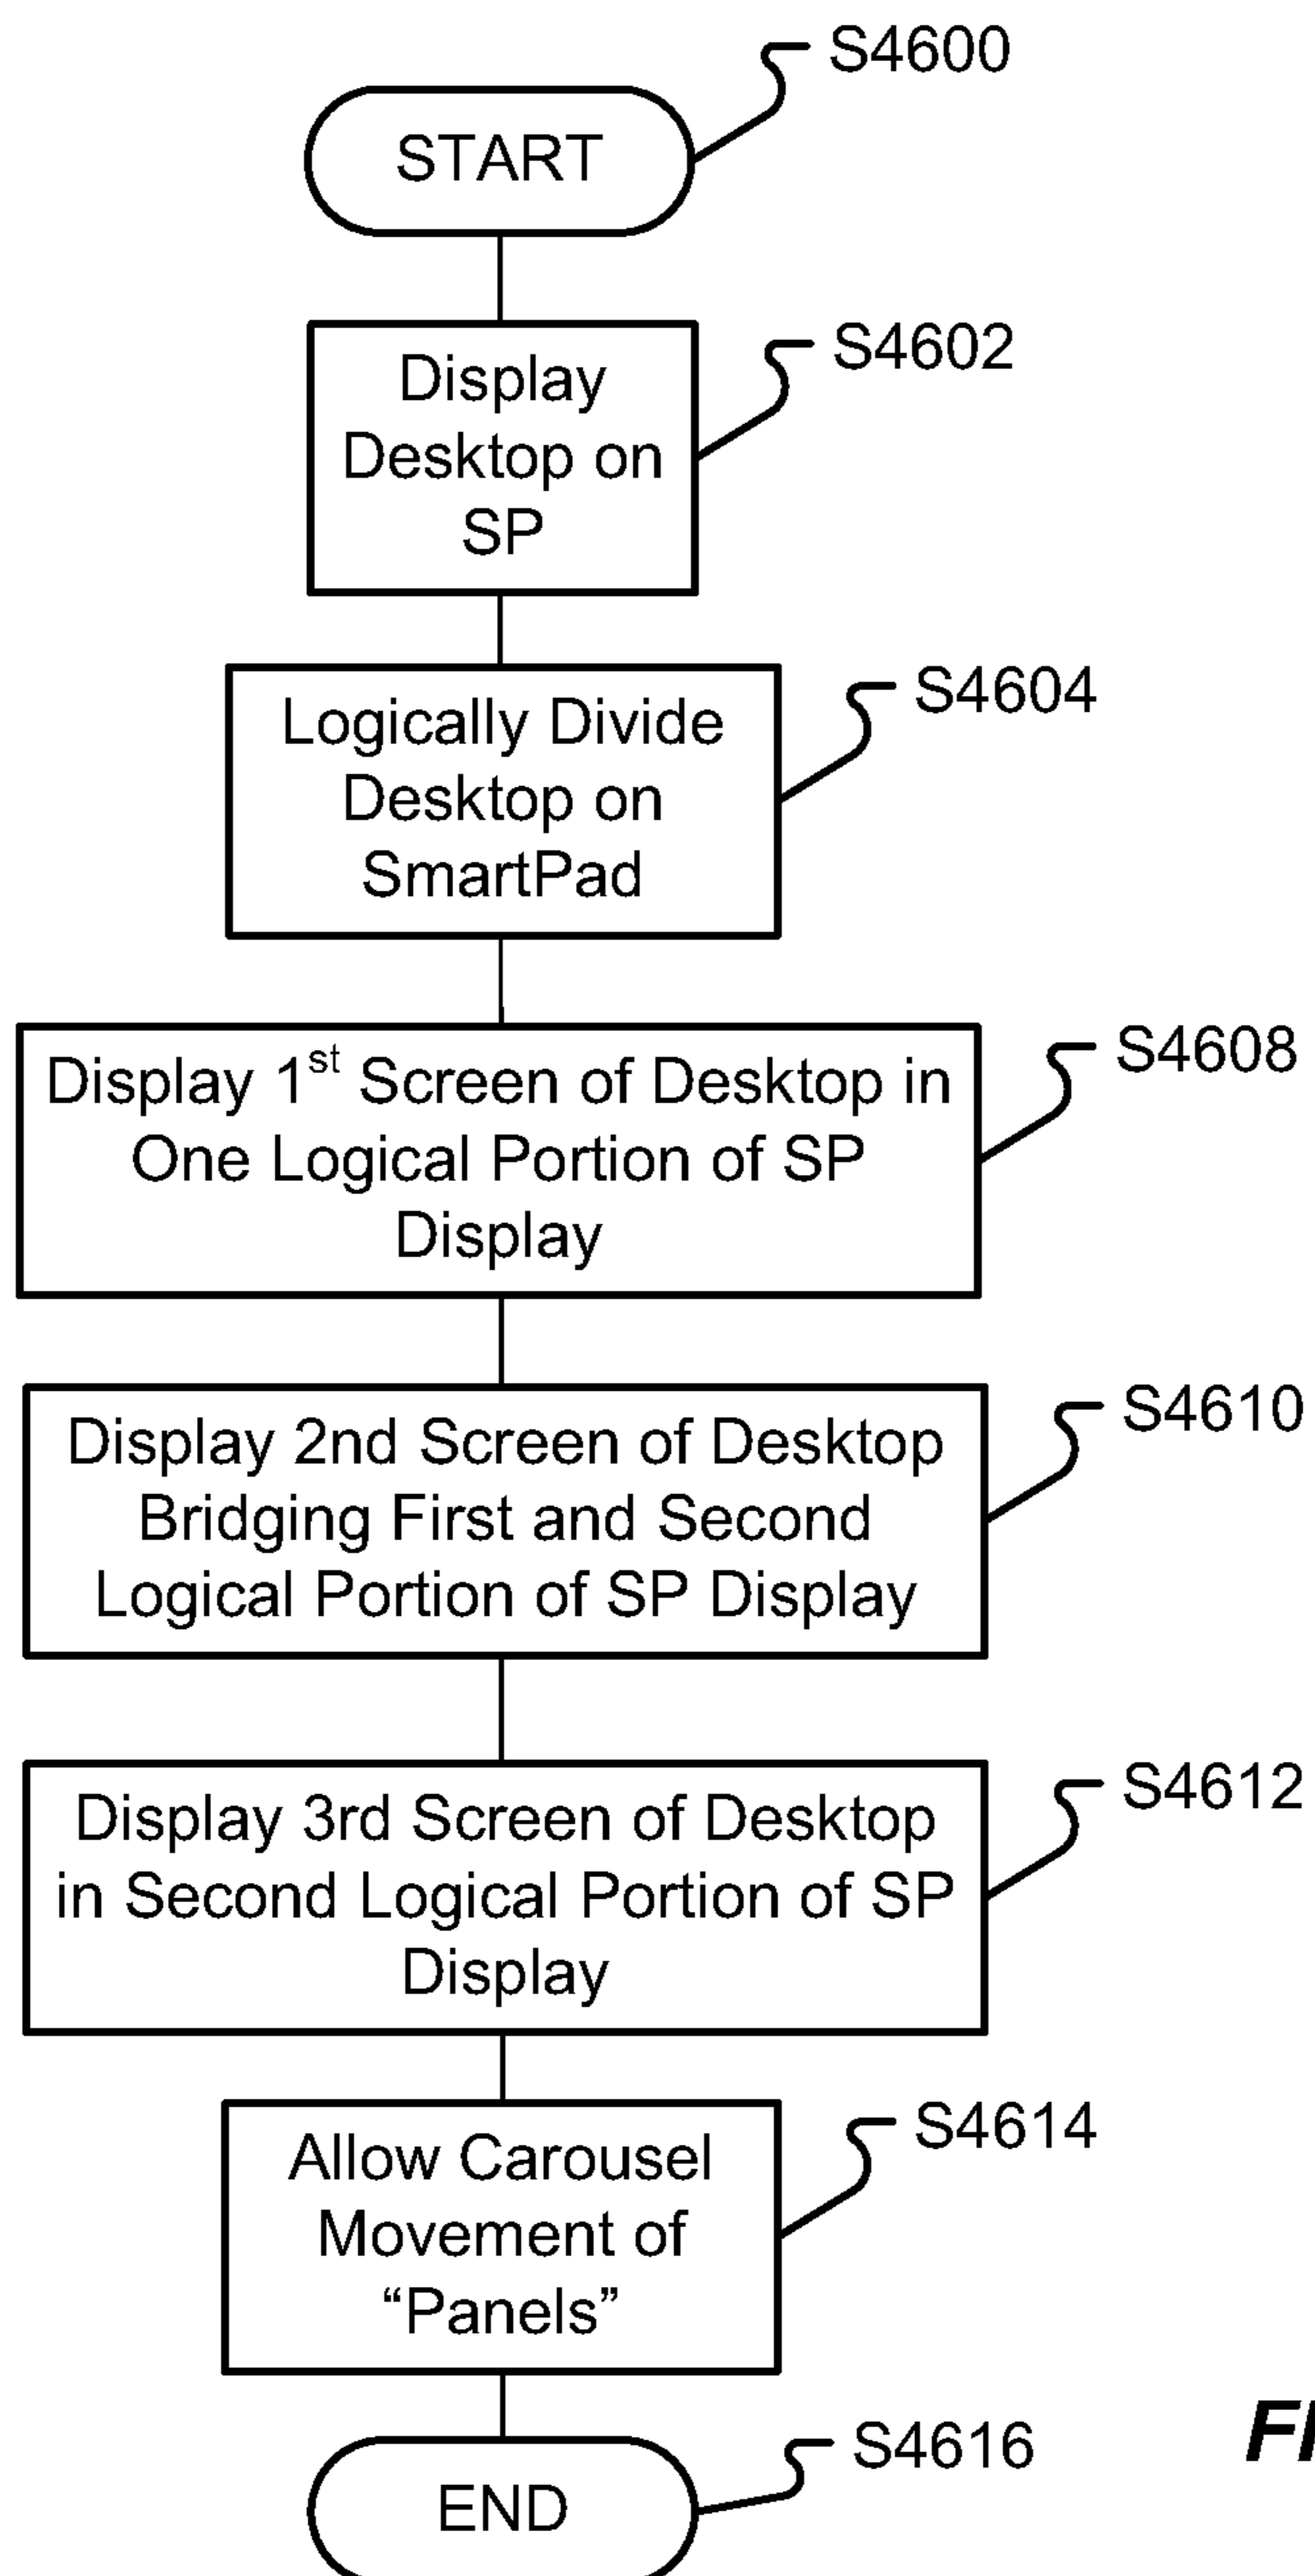 S4600
START
S4602
Display
Desktop on
SP
S4604
Logically Divide
Desktop on
SmartPad
S4608
Display 1st Screen of Desktop in
One Logical Portion of SP
Display
S4610
Display 2nd Screen of Desktop
Bridging First and Second
Logical Portion of SP Display
S4612
Display 3rd Screen of Desktop
in Second Logical Portion of SP
Display
S4614
Allow Carousel
Movement of
“Panels”
S4616
END